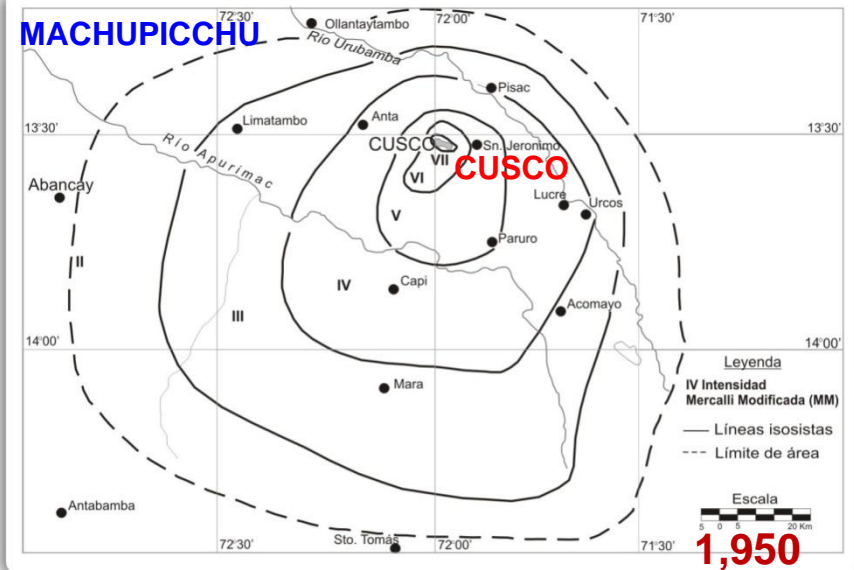 72°30' 72°00' 71°30'
MACHUPICCHU
Ollantaytambo
Río Urubamba
Pisac
Limatambo
Anta
13°30' 13°30'
CUSCO
Sn. Jeronimo
VII
CUSCO
Río Apurimac
VI
Abancay
Lucre
Urcos
V
Paruro
II
IV
Capi
III
Acomayo
14°00' 14°00'
Leyenda
IV Intensidad
Mercalli Modificada (MM)
Mara
Líneas isosistas
Límite de área
Escala
Antabamba
5 0 5 20 Km
Sto. Tomás
72°30' 72°00' 71°30'
1,950